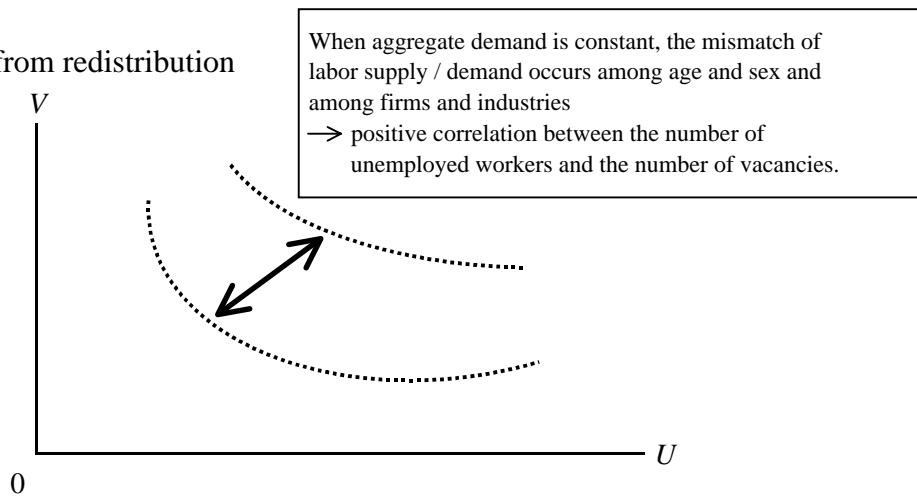 from redistribution
When aggregate demand is constant, the mismatch of
labor supply / demand occurs among age and sex and
among firms and industries
→ positive correlation between the number of
unemployed workers and the number of vacancies.
V
U
0